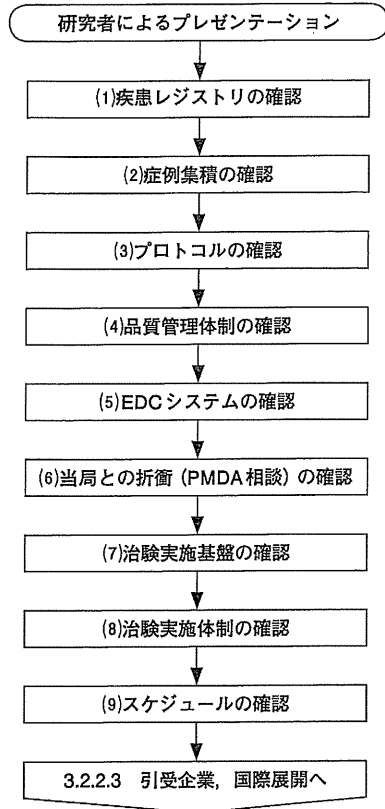 研究者によるプレゼンテーション
(1)疾患レジストリの確認
(2)症例集積の確認
(3)プロトコルの確認
(4)品質管理体制の確認
(5)EDCシステムの確認
(6)当局との折衝（PMDA相談）の確認
(7)治験実施基盤の確認
(8)治験実施体制の確認
(9)スケジュールの確認
3.2.2.3　引受企業，国際展開へ